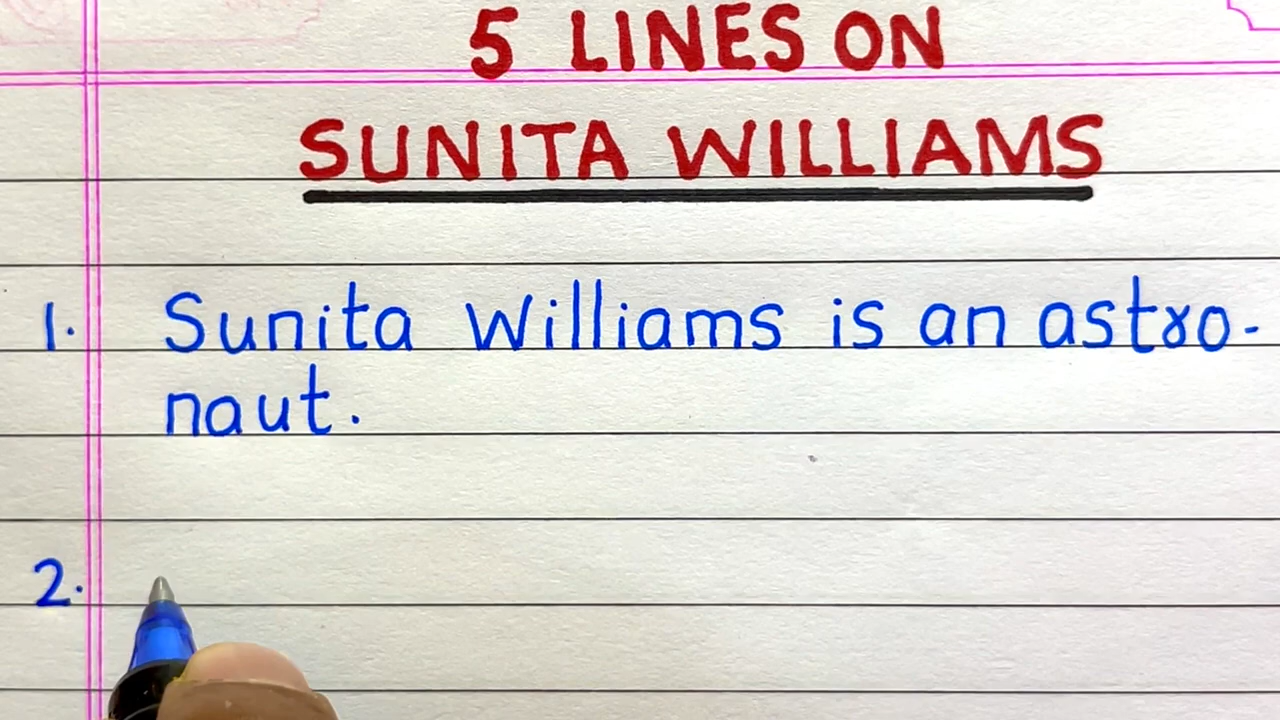 5 LINES ON
SUNITA WILLIAMS
1. Sunita Williams is an astro-
naut.
2.